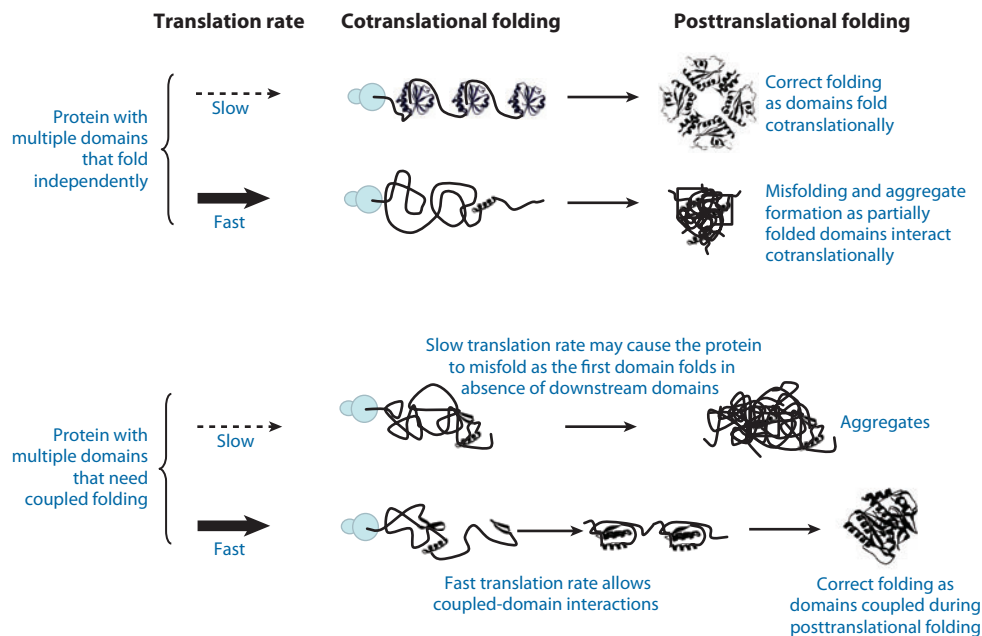 Translation rate
Cotranslational folding
Posttranslational folding
Protein with
multiple domains
that fold
independently
Slow
Correct folding
as domains fold
cotranslationally
Fast
Misfolding and aggregate
formation as partially
folded domains interact
cotranslationally
Protein with
multiple domains
that need
coupled folding
Slow
Slow translation rate may cause the protein
to misfold as the first domain folds in
absence of downstream domains
Aggregates
Fast
Fast translation rate allows
coupled-domain interactions
Correct folding as
domains coupled during
posttranslational folding